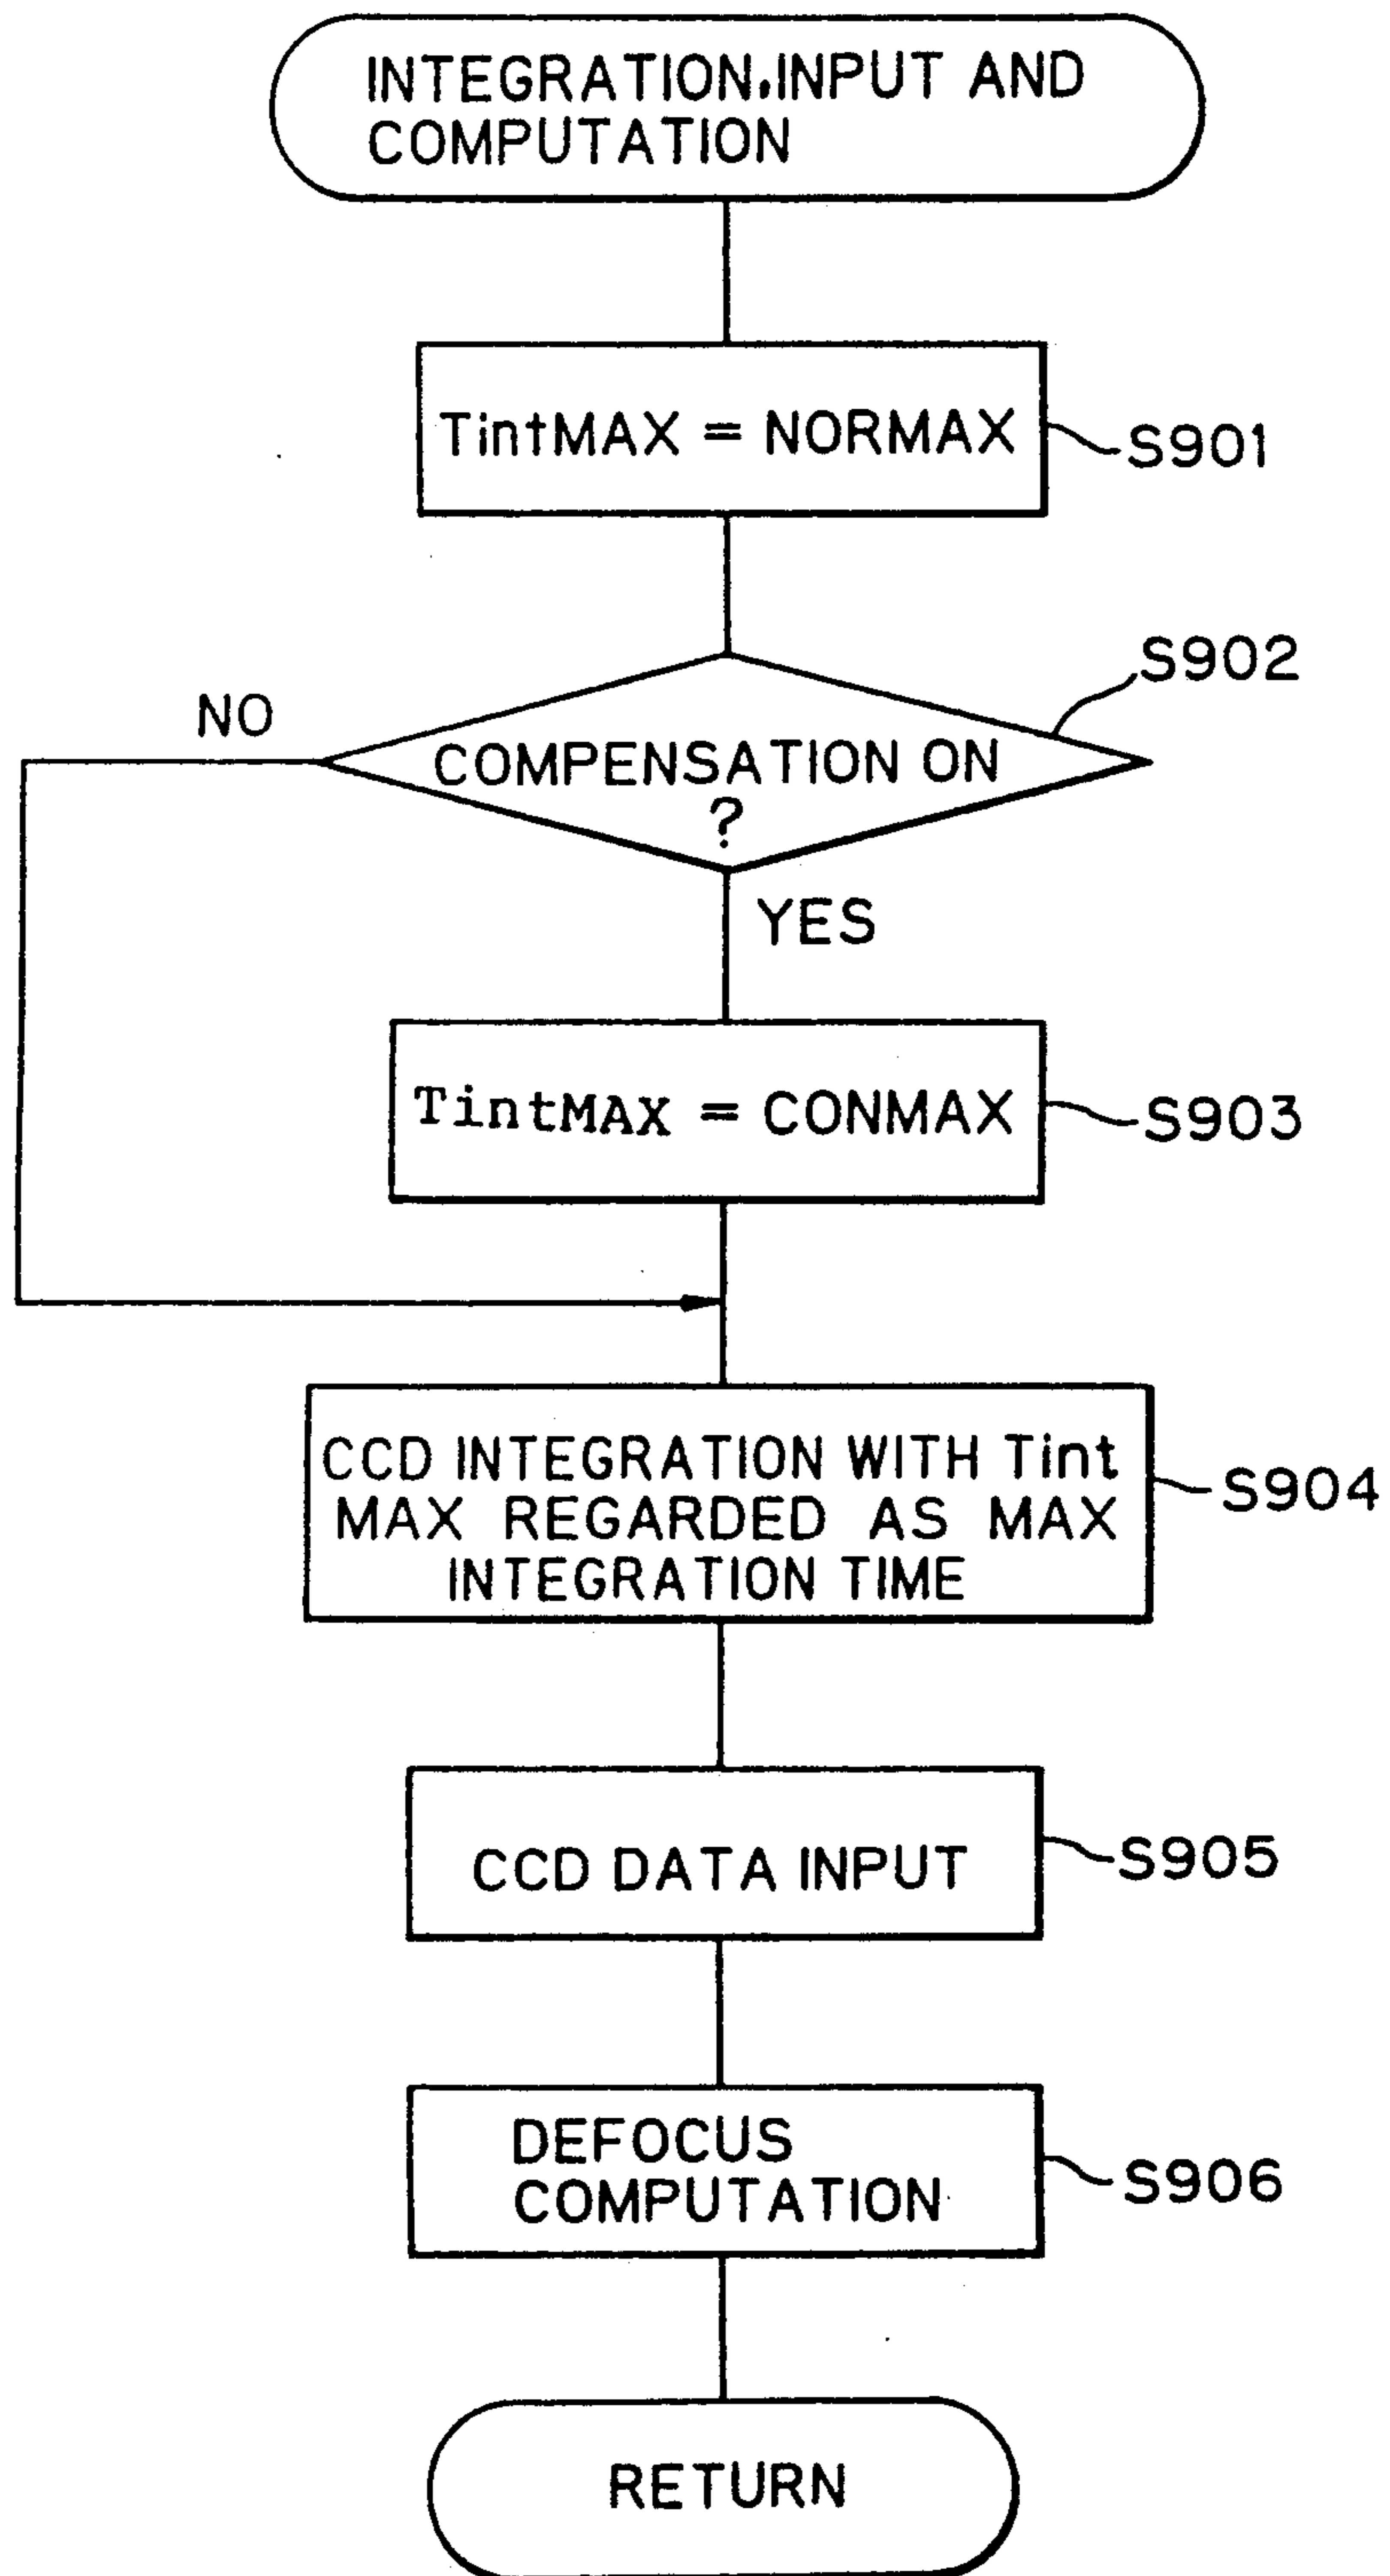 INTEGRATION.INPUT AND
COMPUTATION
TintMAX = NORMAX
S901
S902
NO
COMPENSATION ON
?
YES
TintMAX = CONMAX
S903
CCD INTEGRATION WITH Tint
MAX REGARDED AS MAX
INTEGRATION TIME
S904
CCD DATA INPUT
S905
DEFOCUS
COMPUTATION
S906
RETURN